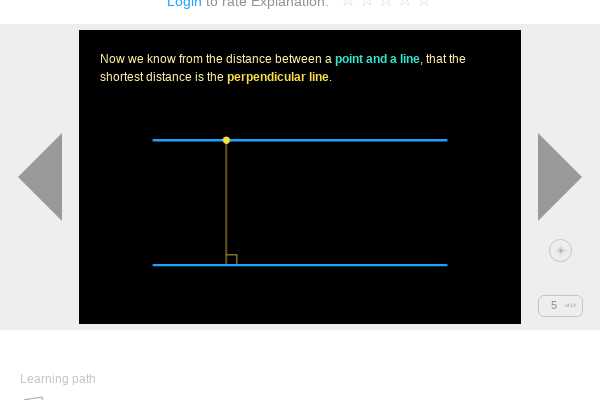 Login to rate Explanation:
Now we know from the distance between a point and a line, that the
shortest distance is the perpendicular line.
5
Learning path